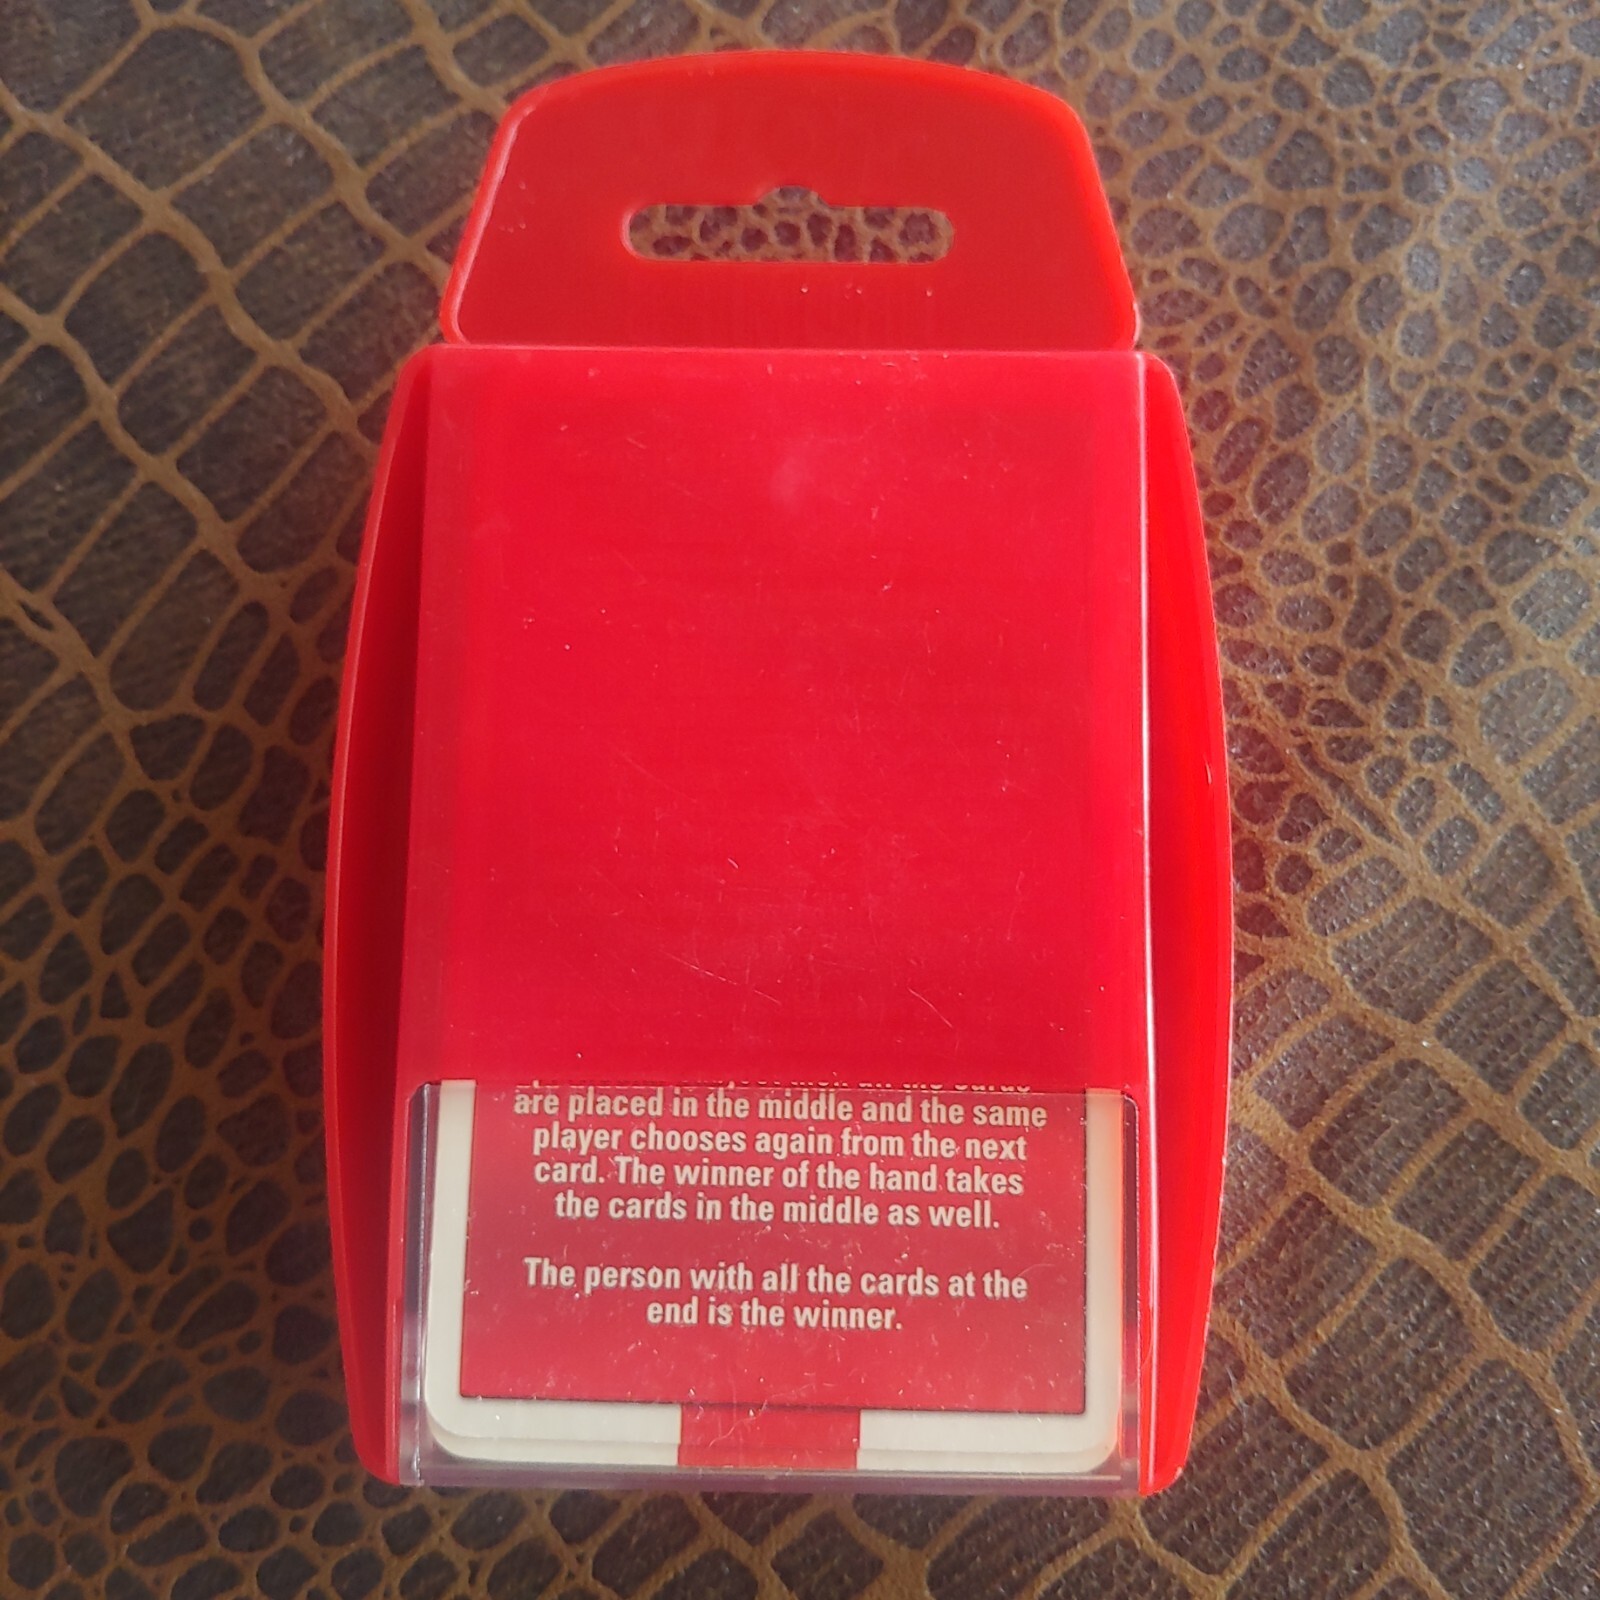 the cards
are placed in the middle and the same
player chooses again from the next
card. The winner of the hand takes
the cards in the middle as well.
The person with all the cards at the
end is the winner.